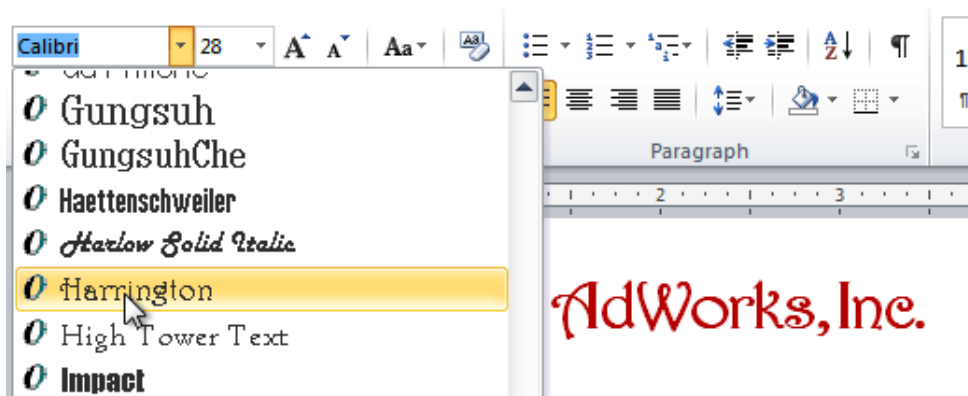 Calibri 28 A A Aa
Gungsuh
GungsuhChe
Haettenschweiler
Harlow Solid Italic
Harrington
High Tower Text
Impact
Paragraph
2 3
AdWorks, Inc.